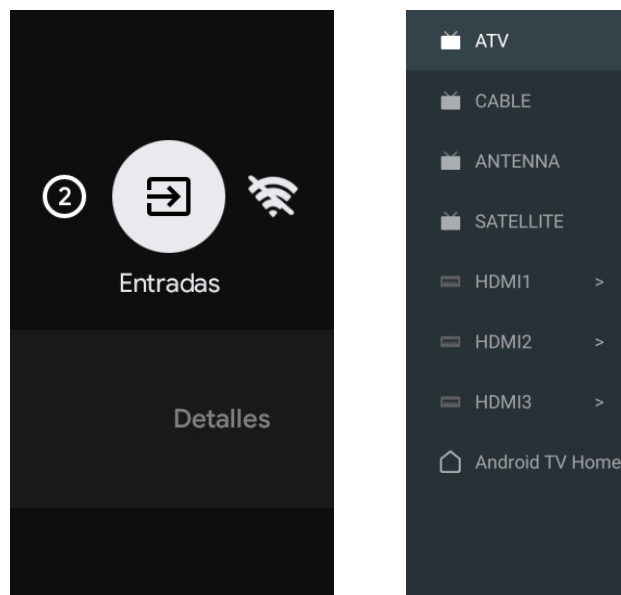 2
Entradas
Detalles
ATV
CABLE
ANTENNA
SATELLITE
HDMI1 >
HDMI2 >
HDMI3 >
Android TV Home